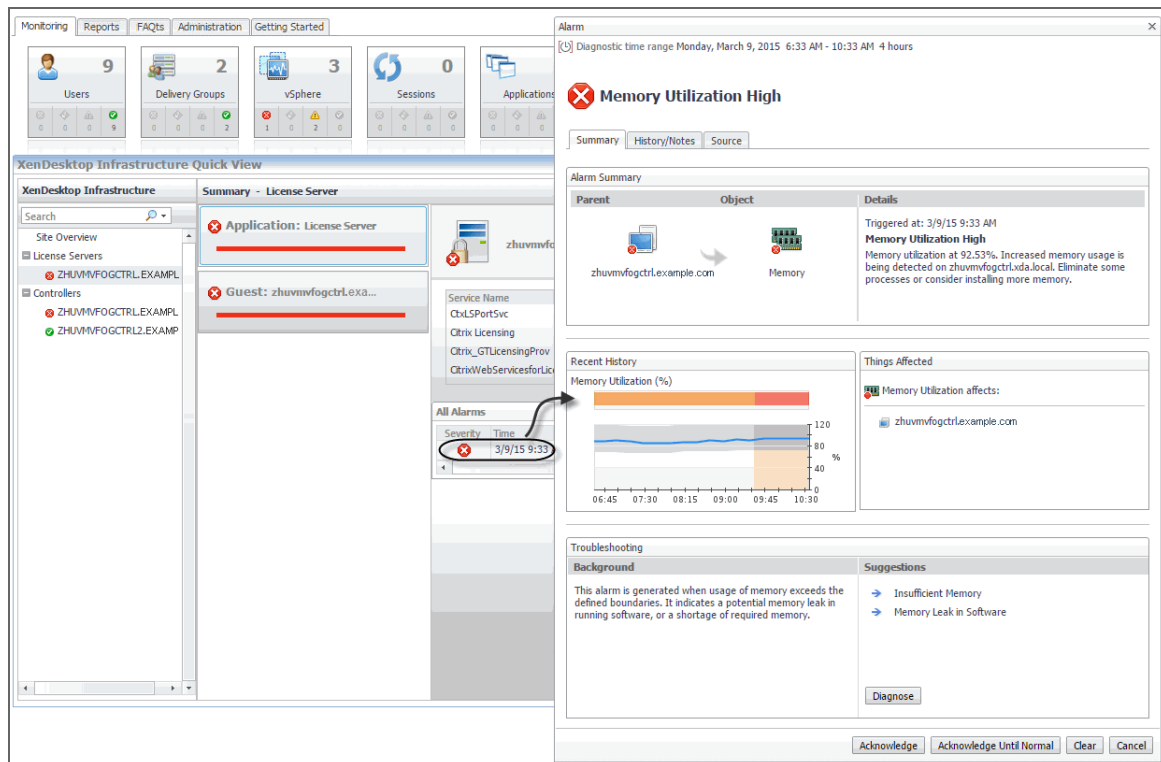 Monitoring Reports FAQts Administration Getting Started
9 2 3 0
Users Delivery Groups vSphere Sessions Applications
0 0 0 9 0 0 0 2 1 0 2 0 0 0 0 0 0 0 0
XenDesktop Infrastructure Quick View
XenDesktop Infrastructure
Search
Site Overview
License Servers
ZHUVMVFOGCTRL.EXAMPL
Controllers
ZHUVMVFOGCTRL.EXAMPL
ZHUVMVFOGCTRL2.EXAMP
Summary - License Server
Application: License Server
Guest: zhuvmvfogctrl.exa...
zhuvmvfo
Service Name
CtxLSPortSvc
Citrix Licensing
Citrix_GTLicensingProv
CitrixWebServicesforLic
All Alarms
Severity Time
3/9/15 9:33
Alarm
Diagnostic time range Monday, March 9, 2015 6:33 AM - 10:33 AM 4 hours
Memory Utilization High
Summary History/Notes Source
Alarm Summary
Parent Object Details
zhuvmvfogctrl.example.com
Memory
Triggered at: 3/9/15 9:33 AM
Memory Utilization High
Memory utilization at 92.53%. Increased memory usage is
being detected on zhuvmvfogctrl.xda.local. Eliminate some
processes or consider installing more memory.
Recent History
Memory Utilization (%)
120
80
%
40
0
06:45 07:30 08:15 09:00 09:45 10:30
Things Affected
Memory Utilization affects:
zhuvmvfogctrl.example.com
Troubleshooting
Background
This alarm is generated when usage of memory exceeds the
defined boundaries. It indicates a potential memory leak in
running software, or a shortage of required memory.
Suggestions
Insufficient Memory
Memory Leak in Software
Diagnose
Acknowledge Acknowledge Until Normal Clear Cancel